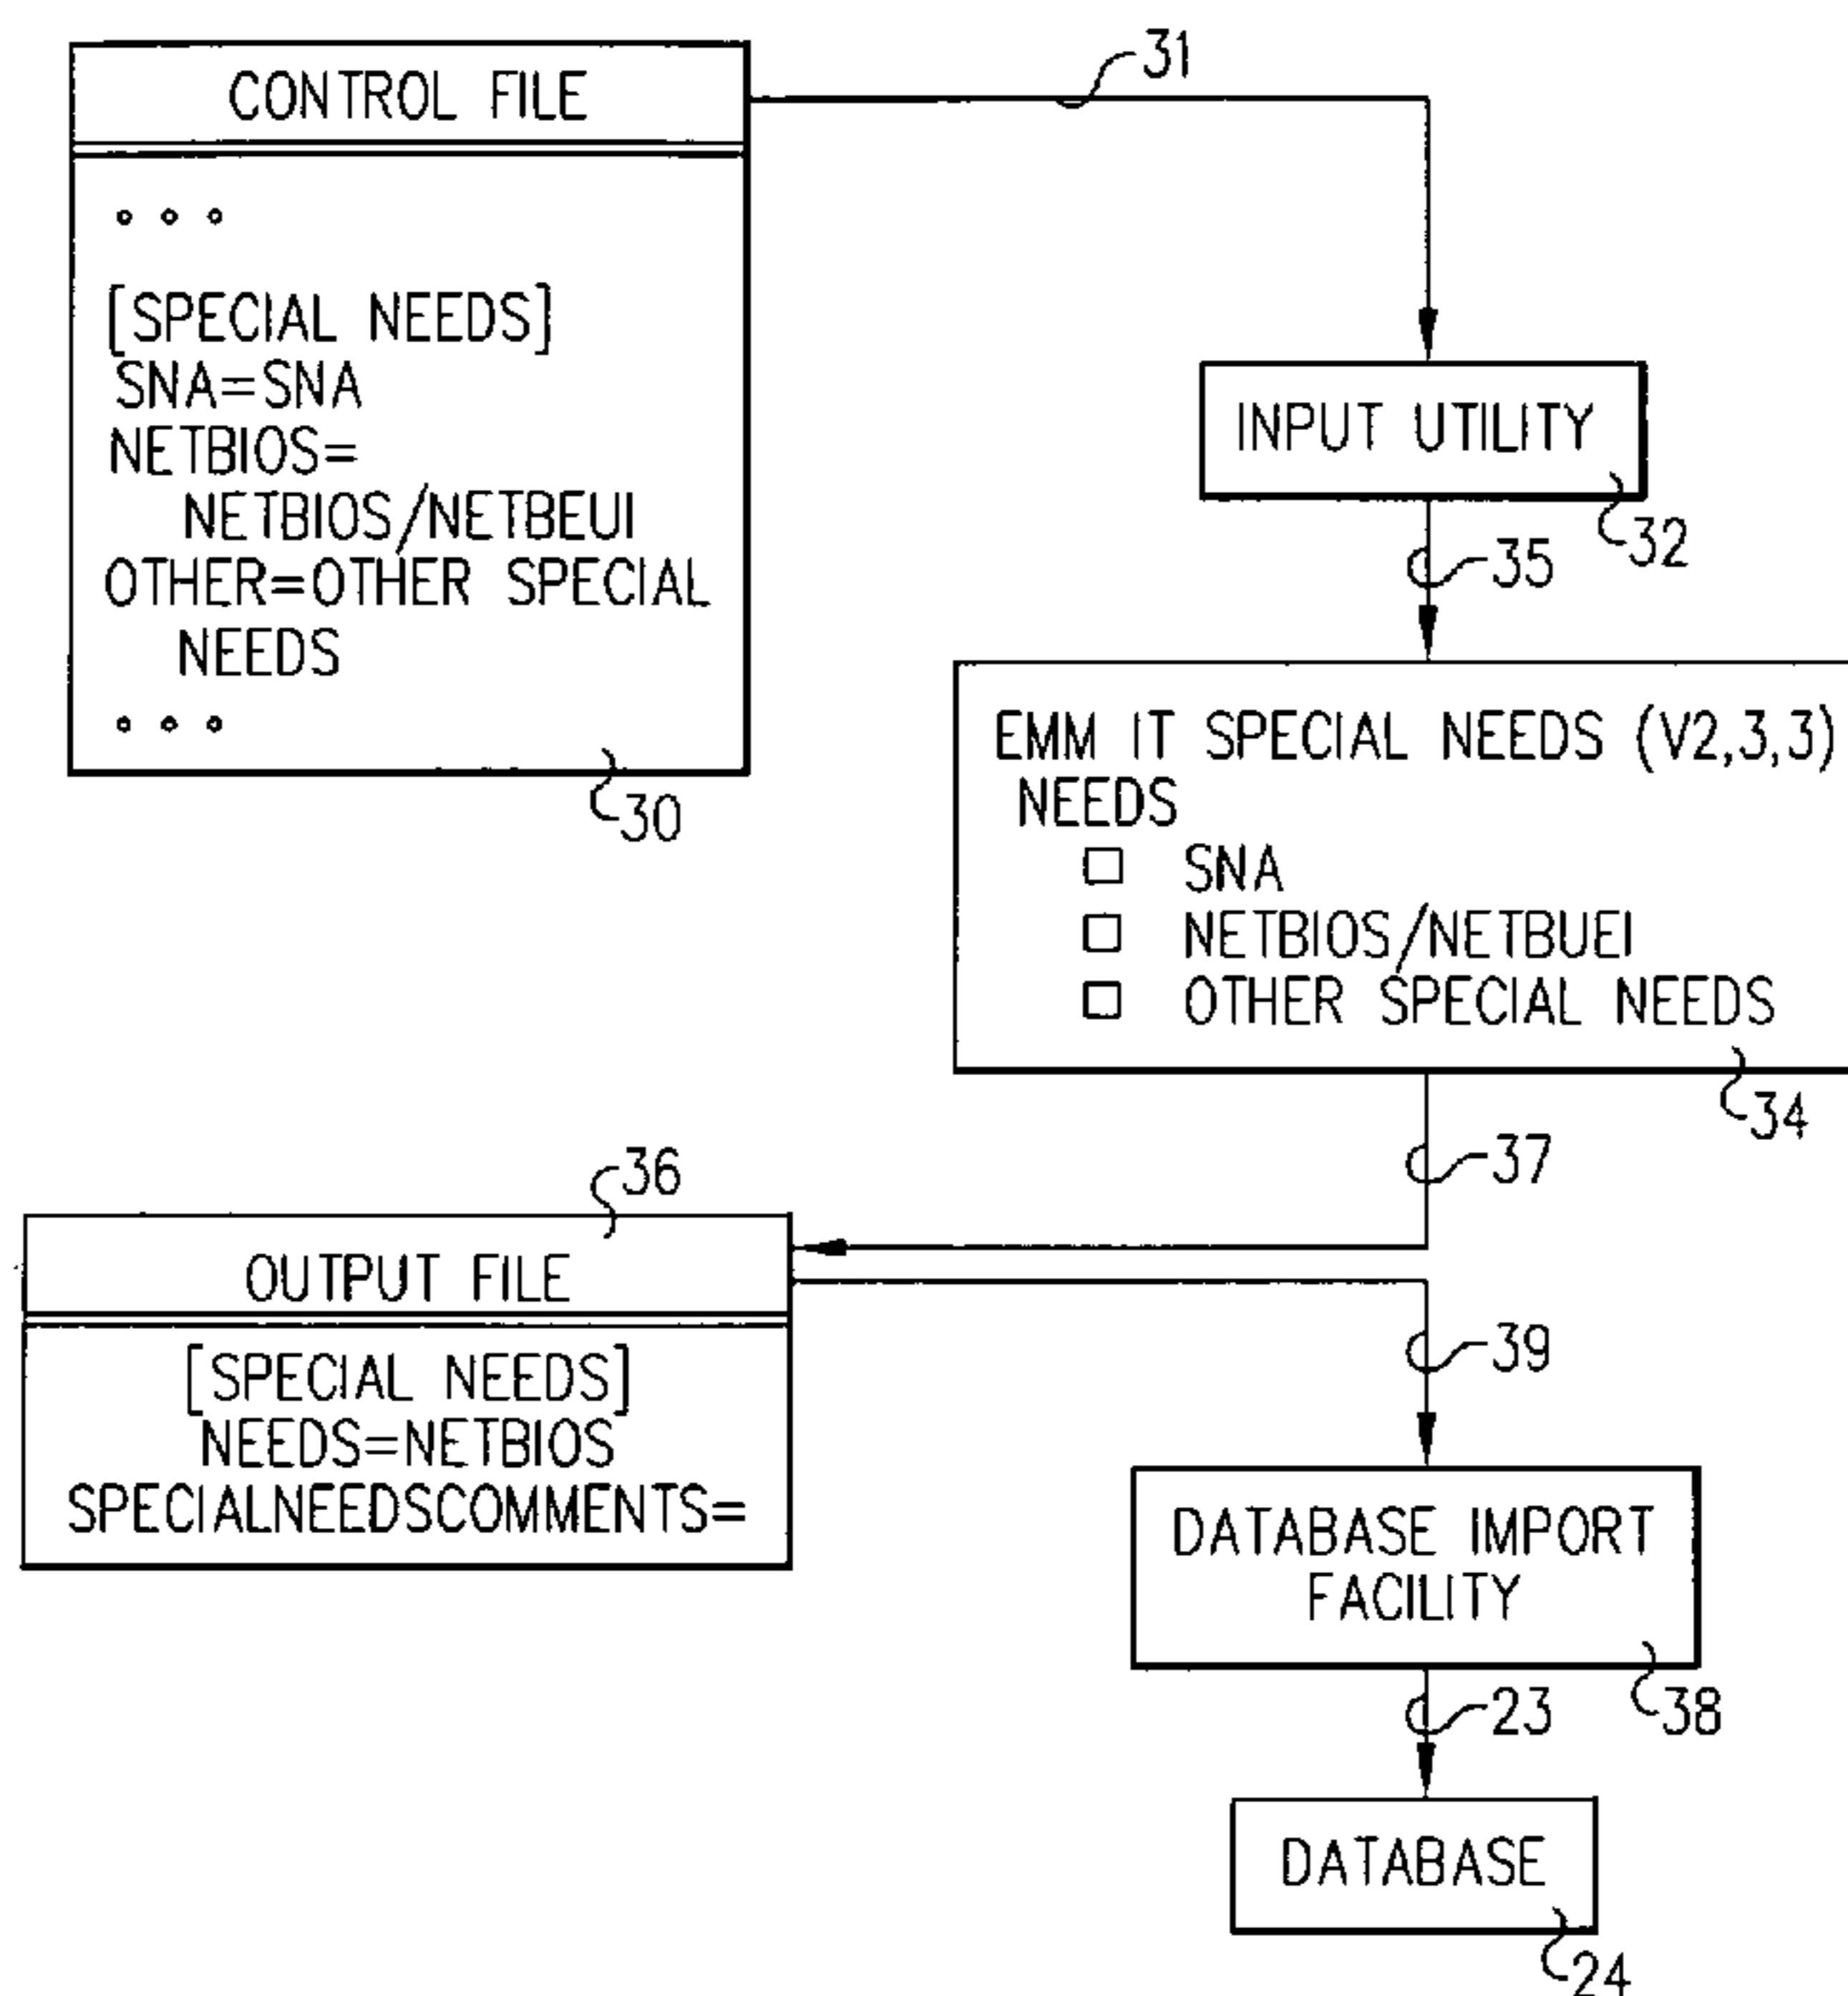 CONTROL FILE
° ° °
[SPECIAL NEEDS]
SNA=SNA
NETBIOS=
NETBIOS/NETBEUI
OTHER=OTHER SPECIAL
NEEDS
° ° °
30
31
INPUT UTILITY
32
35
EMM IT SPECIAL NEEDS (V2,3,3)
NEEDS
SNA
NETBIOS/NETBUEI
OTHER SPECIAL NEEDS
34
37
36
OUTPUT FILE
[SPECIAL NEEDS]
NEEDS=NETBIOS
SPECIALNEEDSCOMMENTS=
39
DATABASE IMPORT
FACILITY
38
23
DATABASE
24